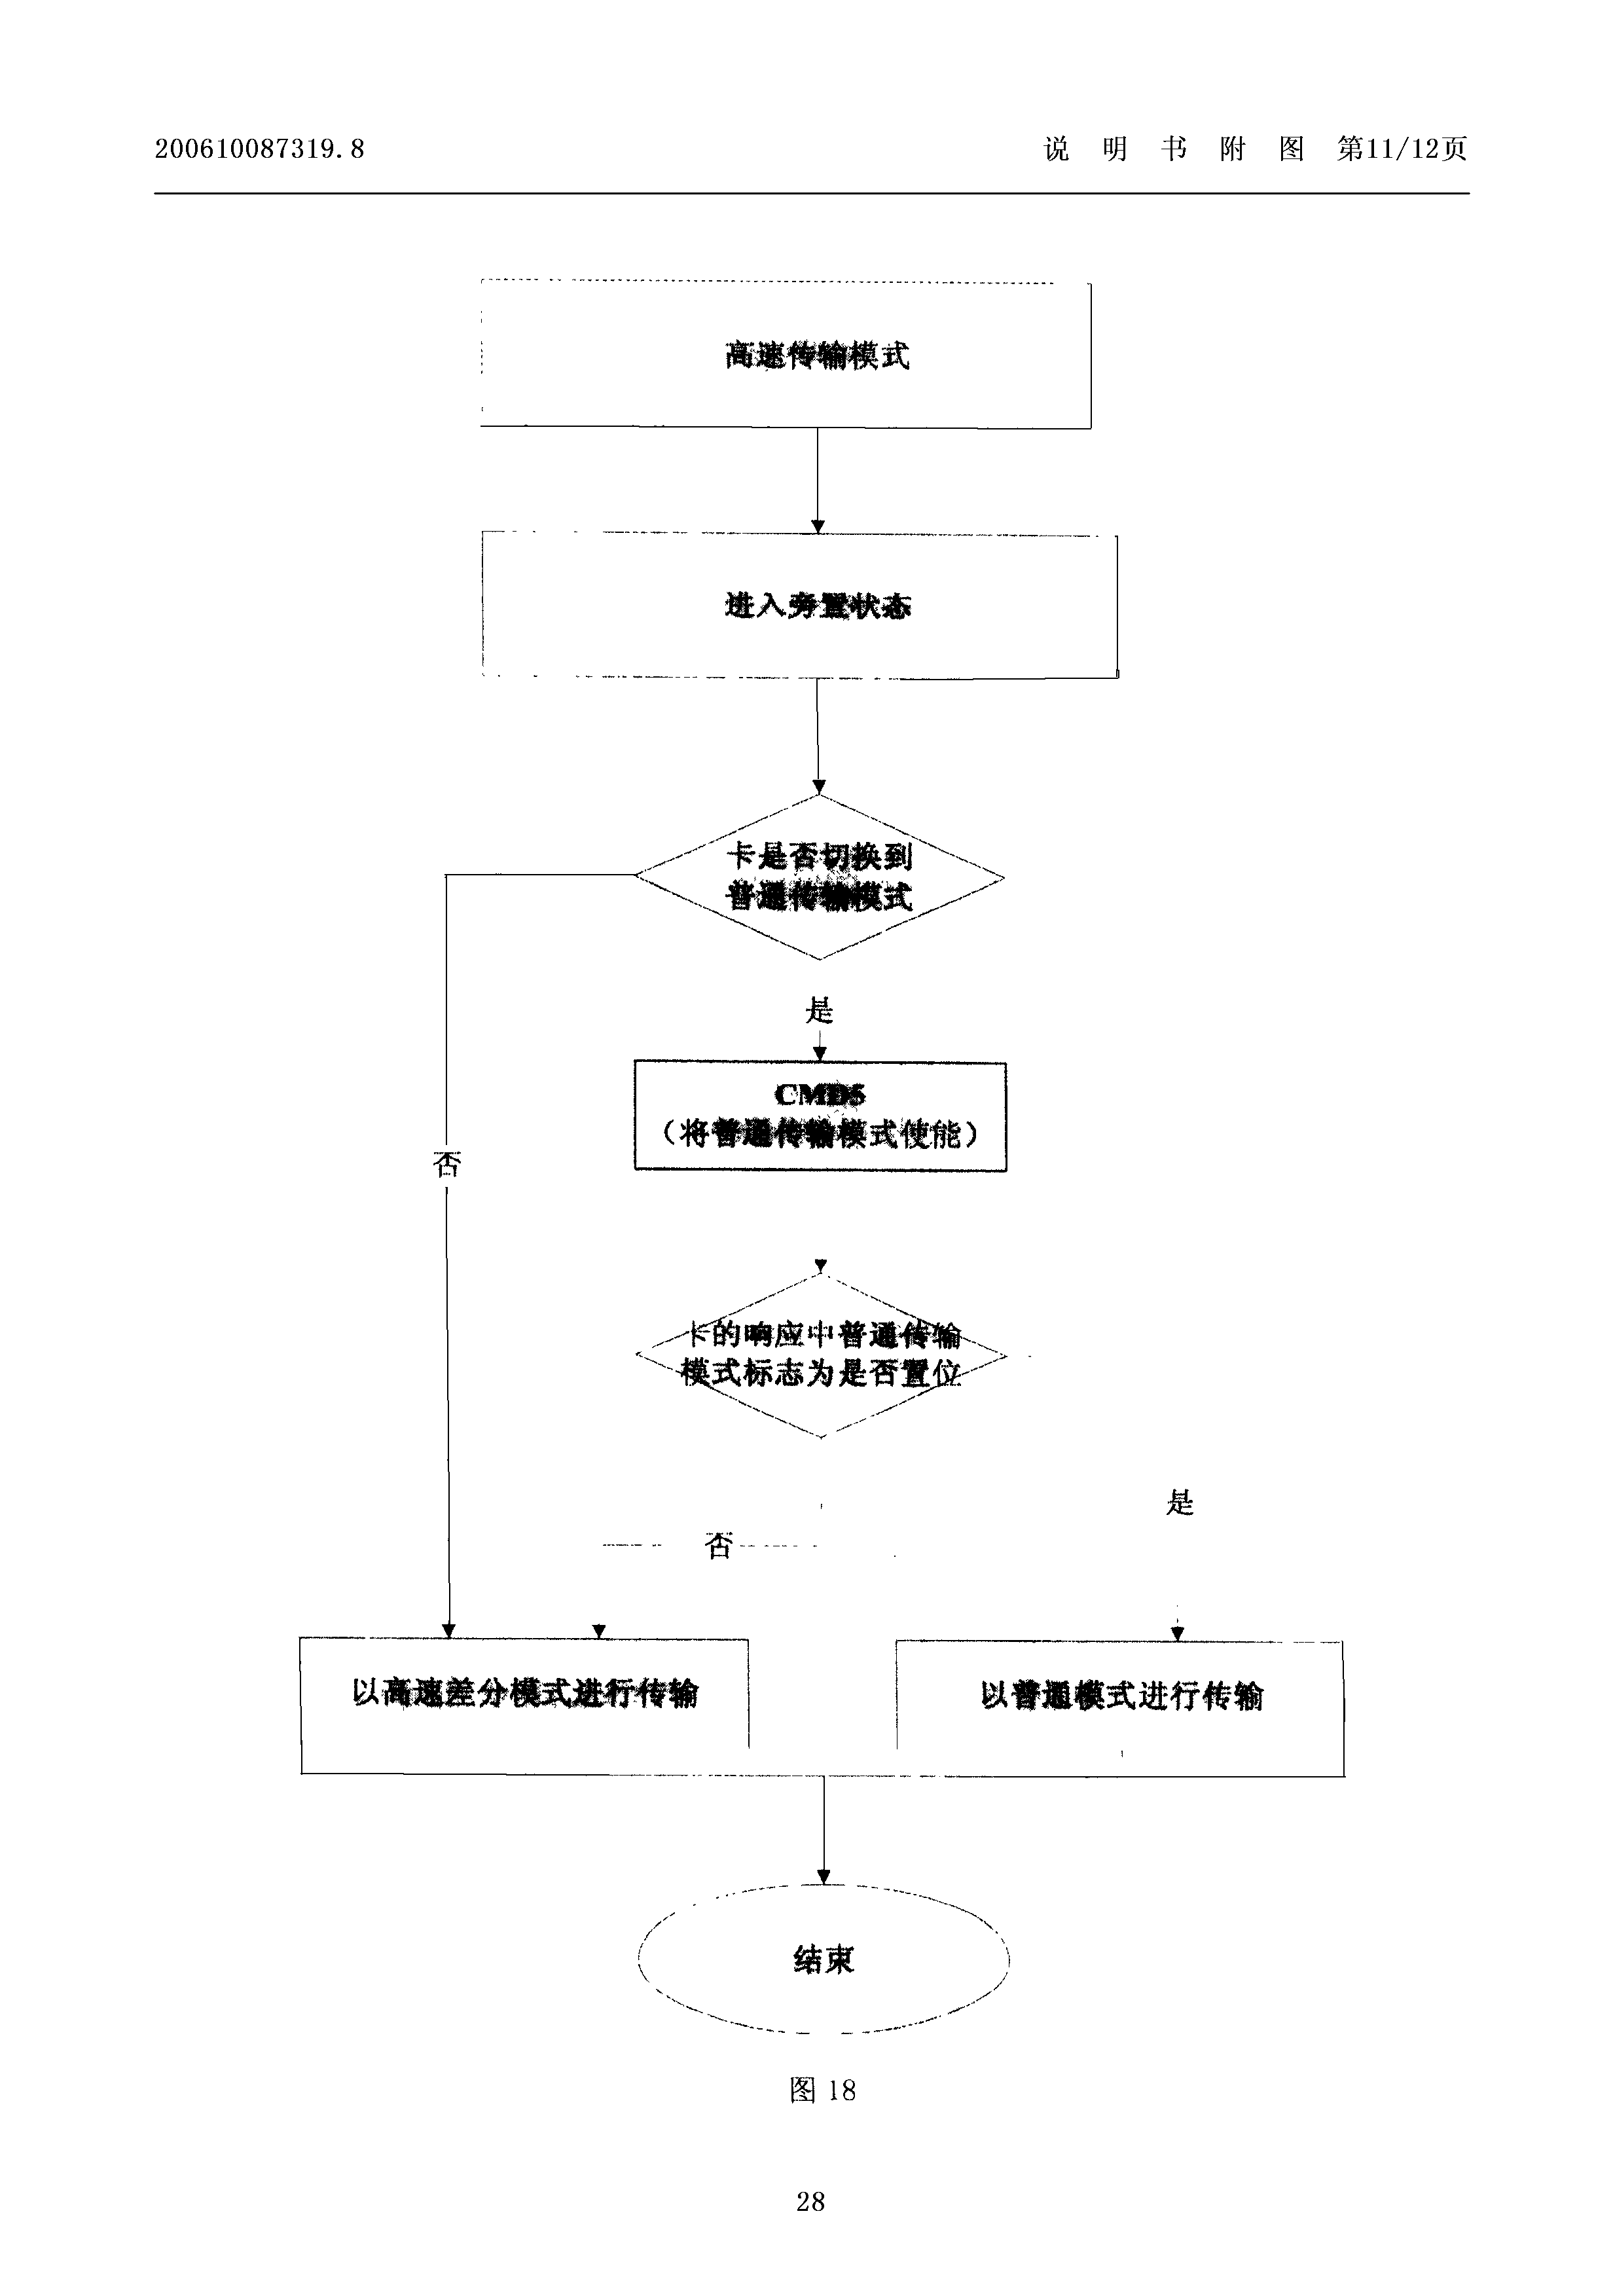 200610087319.8
说 明 书 附 图 第11/12页
高速传输模式
进入旁置状态
卡是否切换到
普通传输模式
是
CMD5
（将普通传输模式使能）
否
卡的响应中普通传输
模式标志为是否置位
是
否
以高速差分模式进行传输
以普通模式进行传输
结束
图 18
28